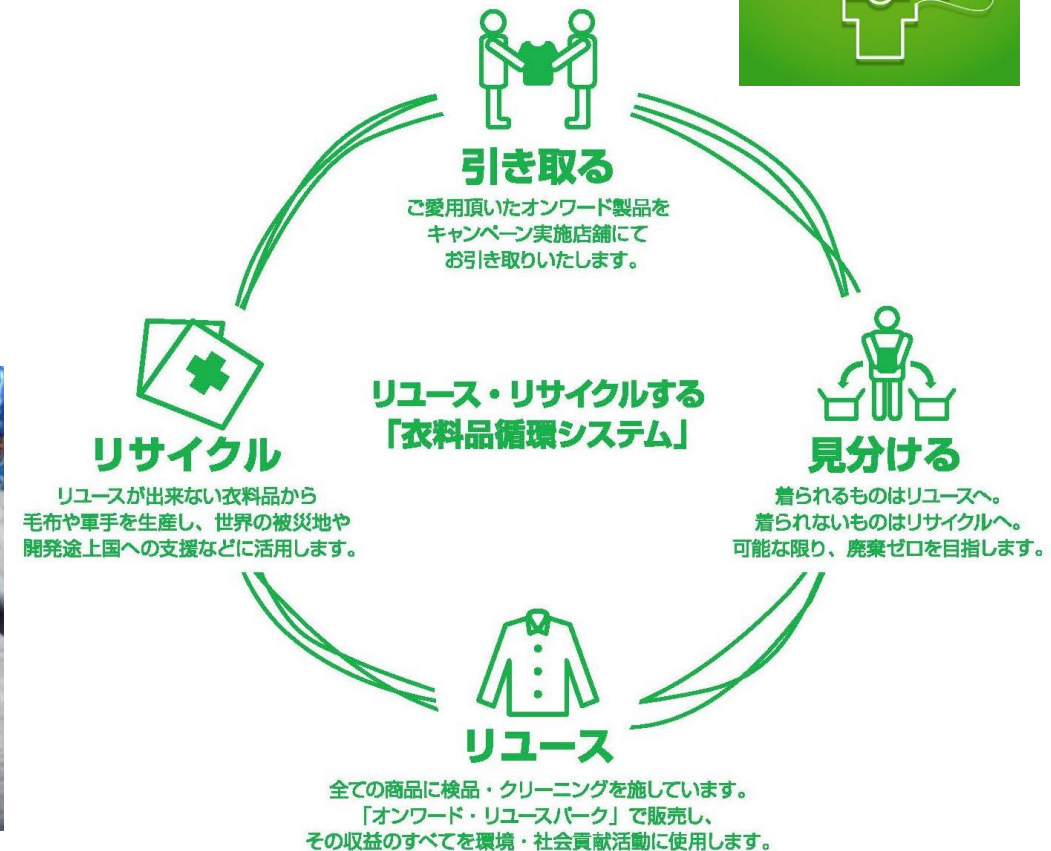 引き取る
ご愛用頂いたオンワード製品を
キャンペーン実施店舗にて
お引き取りいたします。
リユース・リサイクルする
「衣料品循環システム」
見分ける
着られるものはリユースへ。
着られないものはリサイクルへ。
可能な限り、廃棄ゼロを目指します。
リユース
全ての商品に検品・クリーニングを施しています。
「オンワード・リユースパーク」で販売し、
その収益のすべてを環境・社会貢献活動に使用します。
リサイクル
リユースが出来ない衣料品から
毛布や軍手を生産し、世界の被災地や
開発途上国への支援などに活用します。